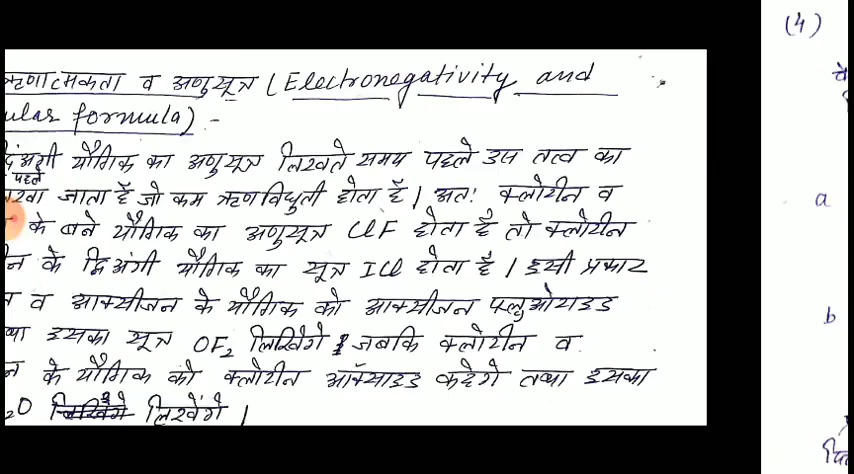 ऋणात्मकता व अणुसूत्र (Electronegativity and
ular formula) -
द्विअंगी यौगिक का अणुसूत्र लिखते समय पहले उस तत्व का
पहले
रखा जाता है जो कम ऋणविधुती होता है। अतः क्लोरीन व
के बने यौगिक का अणुसूत्र ClF होता है तो क्लोरीन
न के द्विअंगी यौगिक का सूत्र ICl होता है। इसी प्रकार
न व आक्सीजन के यौगिक को आक्सीजन फ्लुओराइड
था इसका सूत्र OF₂ लिखेंगे। जबकि क्लोरीन व
न के यौगिक को क्लोरीन ऑक्साइड कहेगे तथा इसका
₂O लिखेंगे लिखेंगे।
(4)
a
b